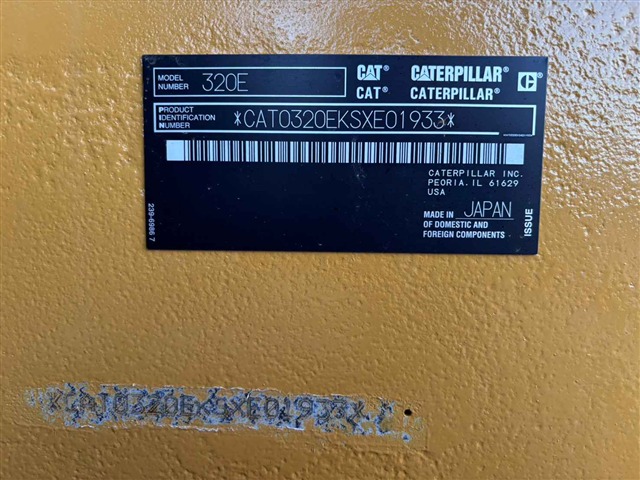 MODEL NUMBER 320E
CAT® CATERPILLAR® C®
CAT® CATERPILLAR®
PRODUCT IDENTIFICATION NUMBER *CAT0320EKSXE01933*
CATERPILLAR INC.
PEORIA, IL 61629
USA
MADE IN JAPAN
OF DOMESTIC AND
FOREIGN COMPONENTS
ISSUE
239-6986 7
*CAT0320EKSXE01933*